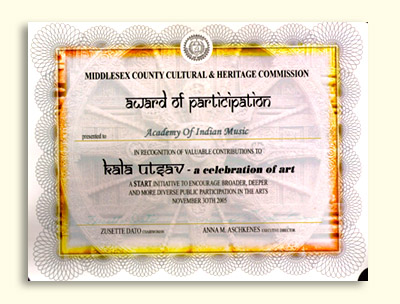 MIDDLESEX COUNTY CULTURAL & HERITAGE COMMISSION
AWARD OF PARTICIPATION
presented to Academy Of Indian Music
IN RECOGNITION OF VALUABLE CONTRIBUTIONS TO
KALA UTSAV - a celebration of art
A START INITIATIVE TO ENCOURAGE BROADER, DEEPER
AND MORE DIVERSE PUBLIC PARTICIPATION IN THE ARTS
NOVEMBER 3OTH 2005
ZUSETTE DATO CHAIRPERSON ANNA M. ASCHKENES EXECUTIVE DIRECTOR